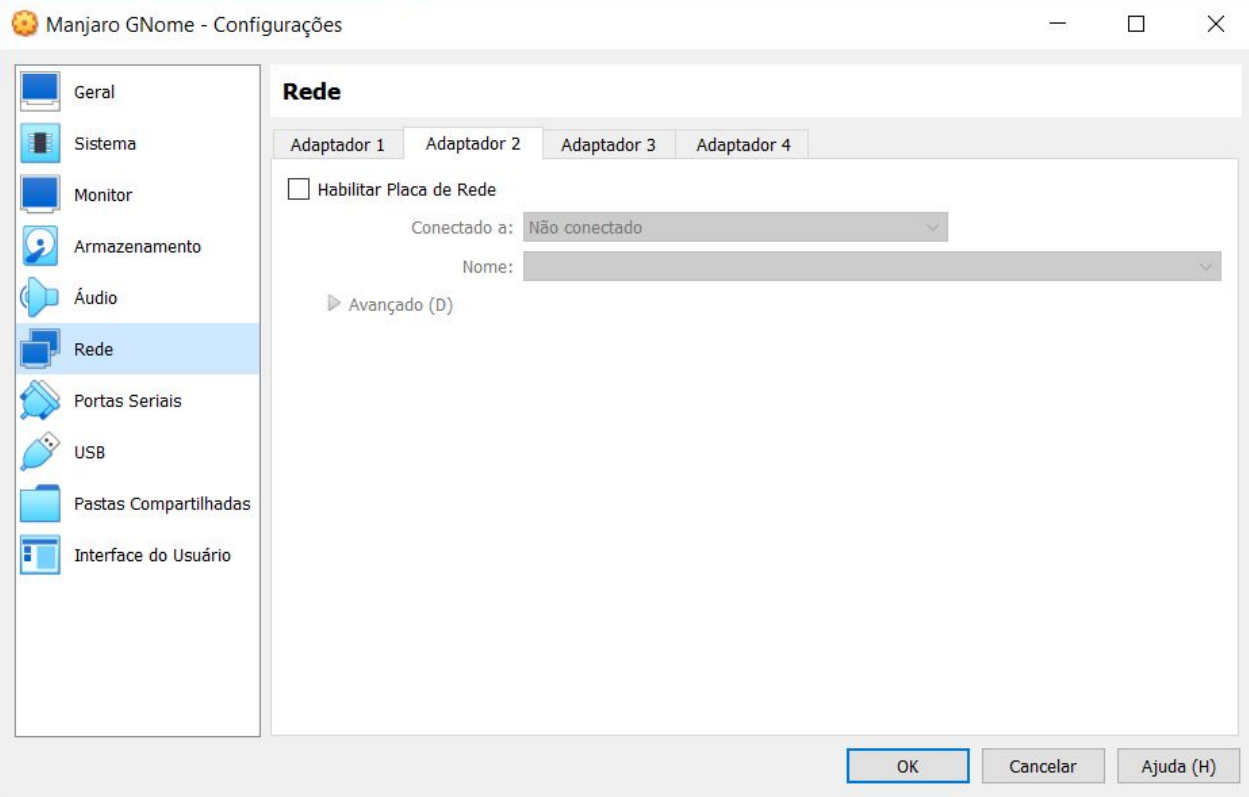 Manjaro GNome - Configurações
Geral
Sistema
Monitor
Armazenamento
Áudio
Rede
Portas Seriais
USB
Pastas Compartilhadas
Interface do Usuário
Rede
Adaptador 1 Adaptador 2 Adaptador 3 Adaptador 4
Habilitar Placa de Rede
Conectado a: Não conectado
Nome:
Avançado (D)
OK Cancelar Ajuda (H)